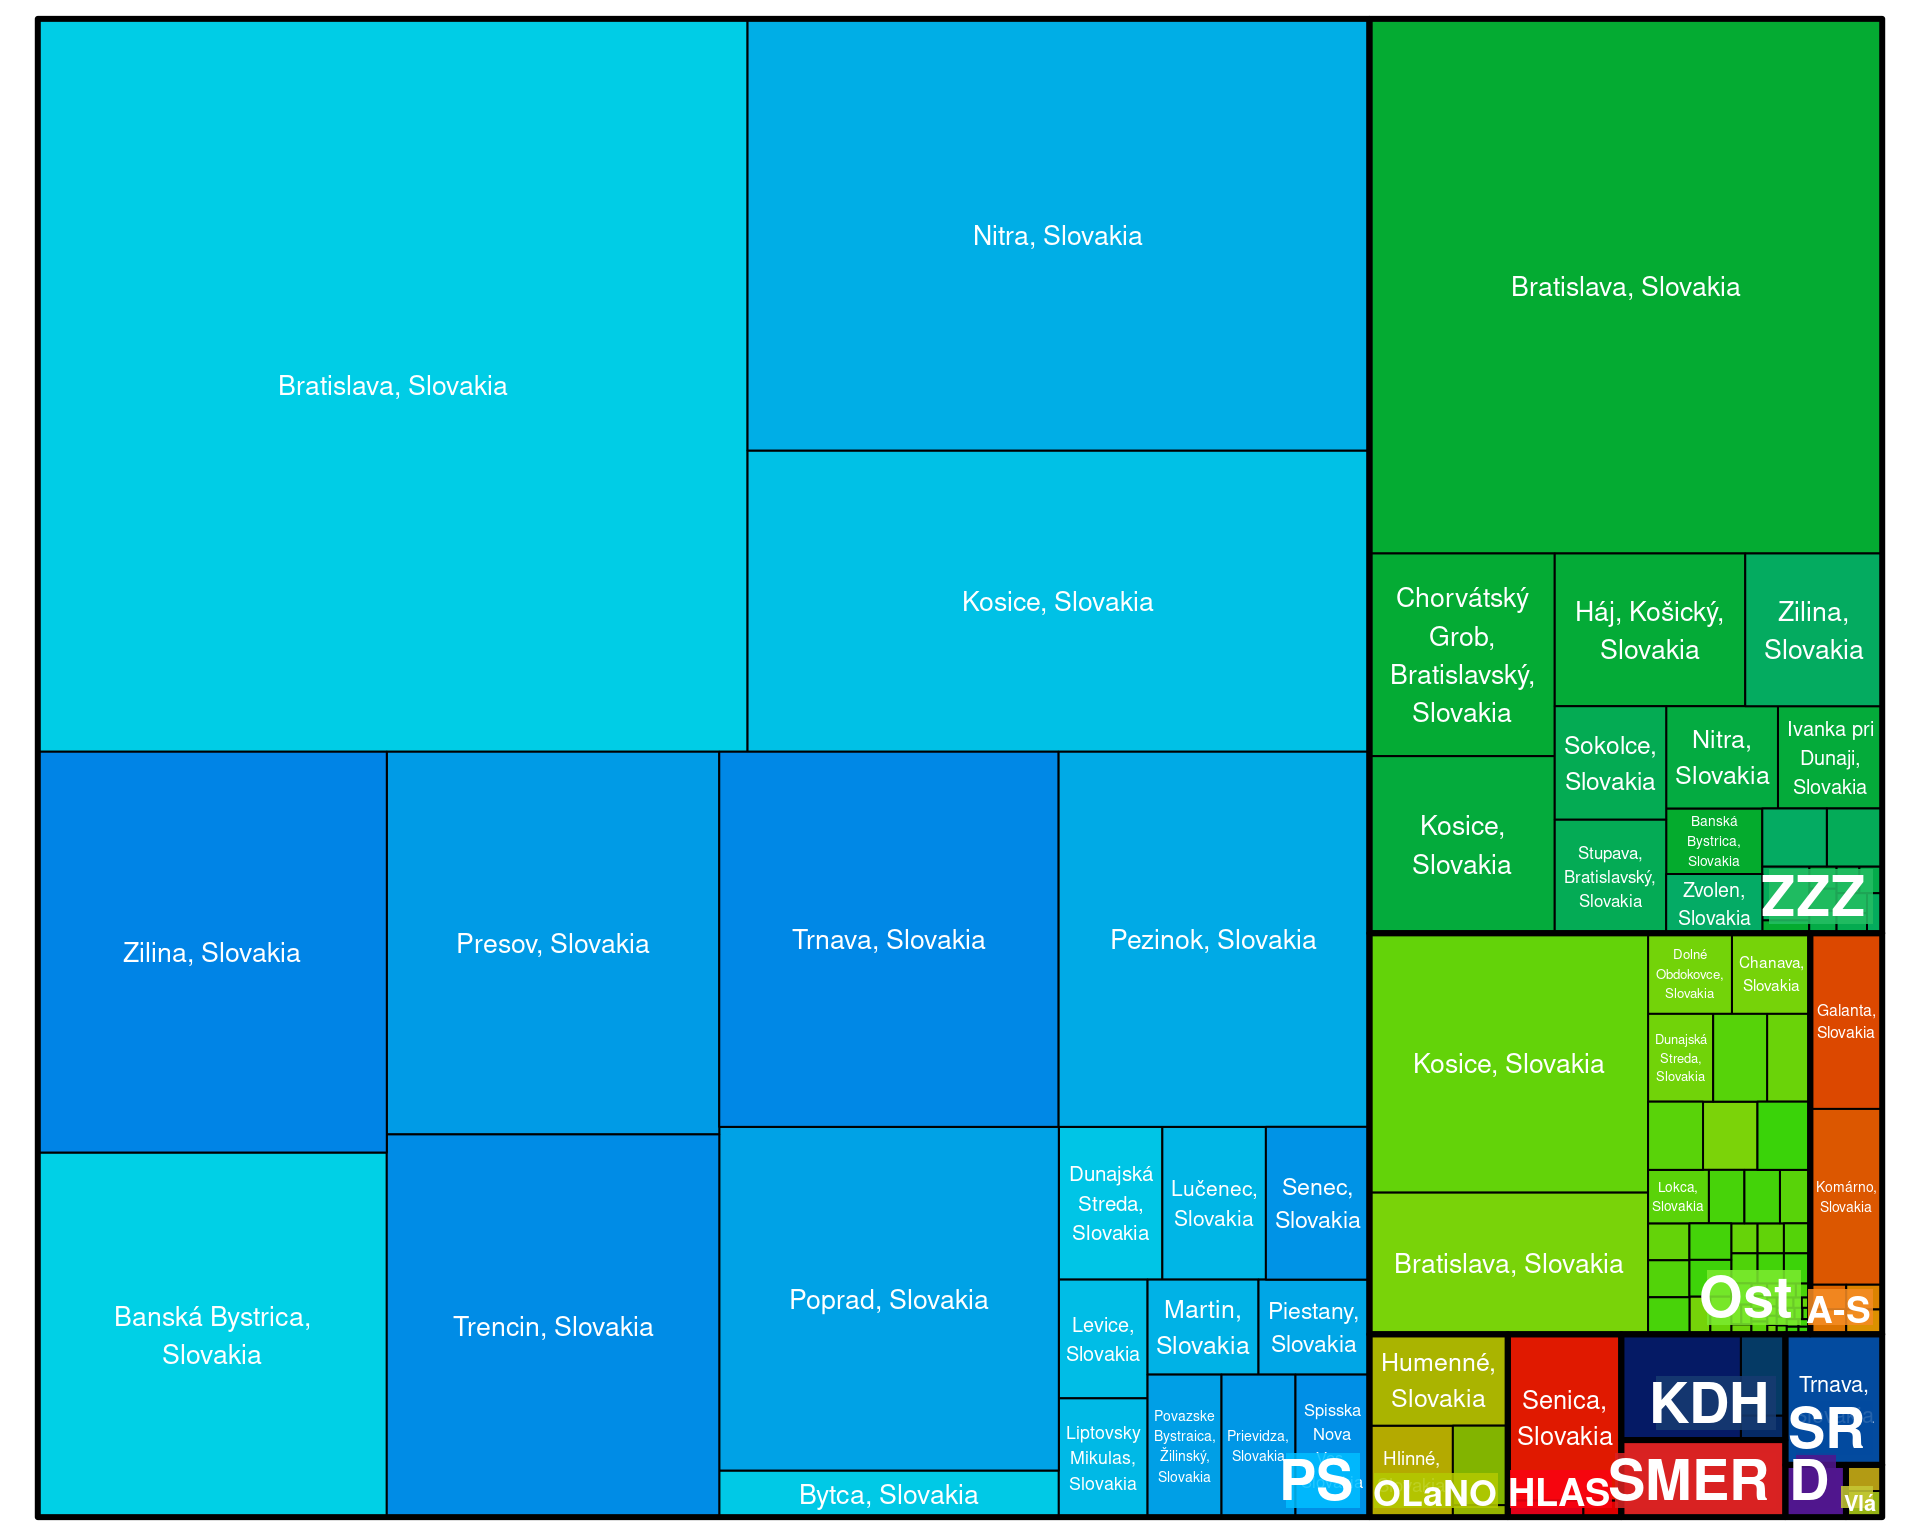 Bratislava, Slovakia
Nitra, Slovakia
Kosice, Slovakia
Zilina, Slovakia
Presov, Slovakia
Trnava, Slovakia
Pezinok, Slovakia
Banská Bystrica,
Slovakia
Trencin, Slovakia
Poprad, Slovakia
Bytca, Slovakia
Dunajská
Streda,
Slovakia
Lučenec,
Slovakia
Senec,
Slovakia
Levice,
Slovakia
Martin,
Slovakia
Piestany,
Slovakia
Liptovsky
Mikulas,
Slovakia
Povazske
Bystraica,
Žilinský,
Slovakia
Prievidza,
Slovakia
Spisska
Nova
PS
Bratislava, Slovakia
Chorvátský
Grob,
Bratislavský,
Slovakia
Háj, Košický,
Slovakia
Zilina,
Slovakia
Kosice,
Slovakia
Sokolce,
Slovakia
Nitra,
Slovakia
Ivanka pri
Dunaji,
Slovakia
Stupava,
Bratislavský,
Slovakia
Banská
Bystrica,
Slovakia
Zvolen,
Slovakia
ZZZ
Kosice, Slovakia
Bratislava, Slovakia
Dolné
Obdokovce,
Slovakia
Chanava,
Slovakia
Dunajská
Streda,
Slovakia
Lokca,
Slovakia
Ost
Galanta,
Slovakia
Komárno,
Slovakia
A-S
Humenné,
Slovakia
Hlinné,
OLaNO
Senica,
Slovakia
HLAS
KDH
SMER
Trnava,
SR
D
Vlá